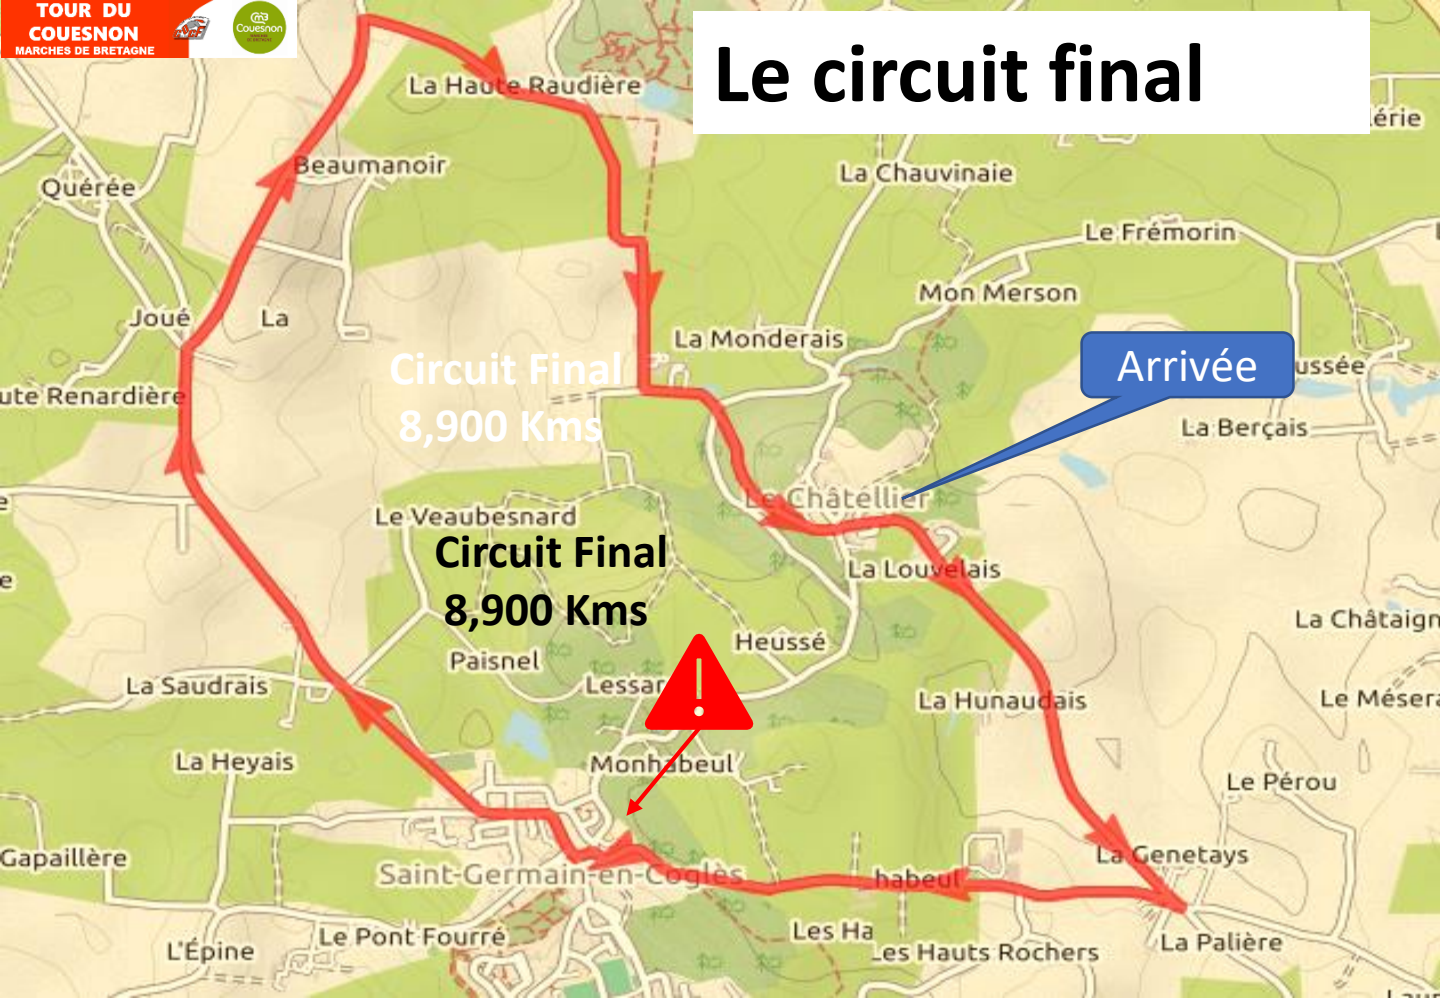 TOUR DU
COUESNON
MARCHES DE BRETAGNE
Couesnon
Le circuit final
La Haute Raudière
érie
Beaumanoir
La Chauvinaie
Quérée
Le Frémorin
Mon Merson
Joué
La
La Monderais
Arrivée
ussée
Circuit Final
8,900 Kms
ute Renardière
La Berçais
Le Châtellier
Le Veaubesnard
Circuit Final
8,900 Kms
La Louvelais
La Châtaign
Heussé
Paisnel
Lessar
La Saudrais
La Hunaudais
Le Mésera
La Heyais
Monhabeul
Le Pérou
Gapaillère
La Genetays
Saint-Germain-en-Coglès
habeul
Les Ha
Le Pont Fourré
L'Épine
Les Hauts Rochers
La Palière